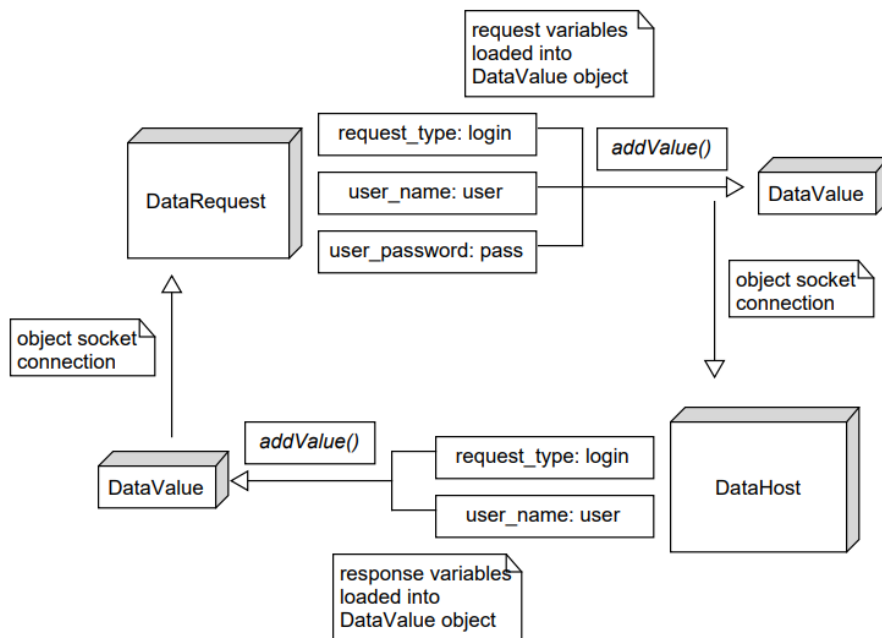 request variables
loaded into
DataValue object
request_type: login
addValue()
DataRequest
user_name: user
DataValue
user_password: pass
object socket
connection
object socket
connection
addValue()
request_type: login
DataValue
DataHost
user_name: user
response variables
loaded into
DataValue object